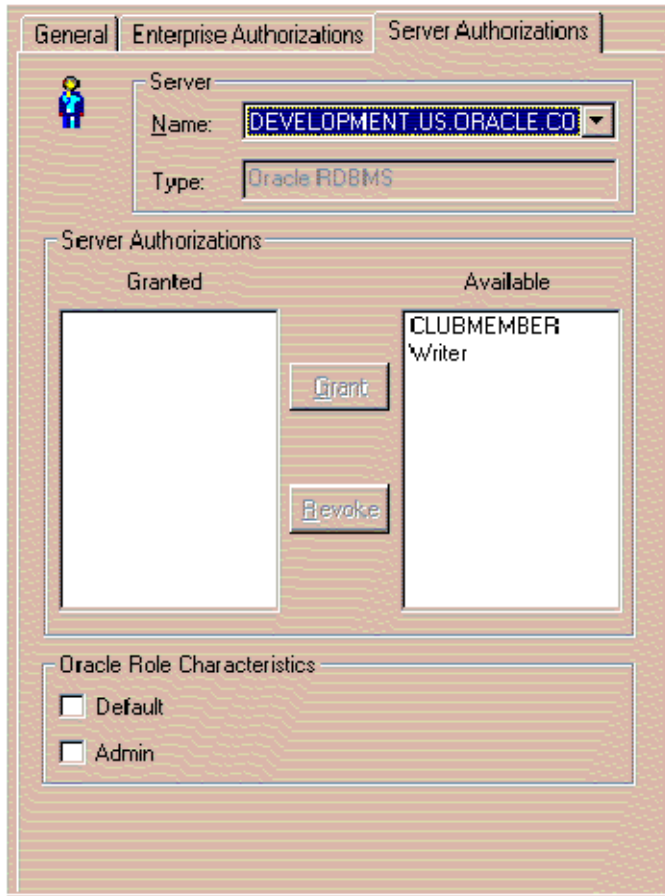 General
Enterprise Authorizations
Server Authorizations
Server
Name:
DEVELOPMENT.US.ORACLE.CO
Type:
Oracle RDBMS
Server Authorizations
Granted
Available
CLUBMEMBER
Writer
Grant
Revoke
Oracle Role Characteristics
Default
Admin